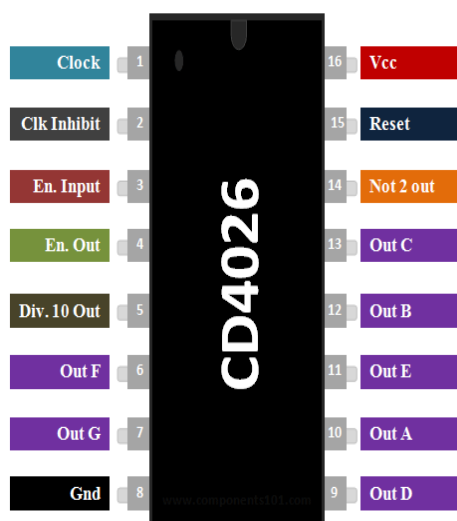 Clock 1 16 Vcc
Clk Inhibit 2 15 Reset
En. Input 3 14 Not 2 out
En. Out 4 13 Out C
Div. 10 Out 5 12 Out B
Out F 6 11 Out E
Out G 7 10 Out A
Gnd 8 9 Out D
CD4026
www.components101.com